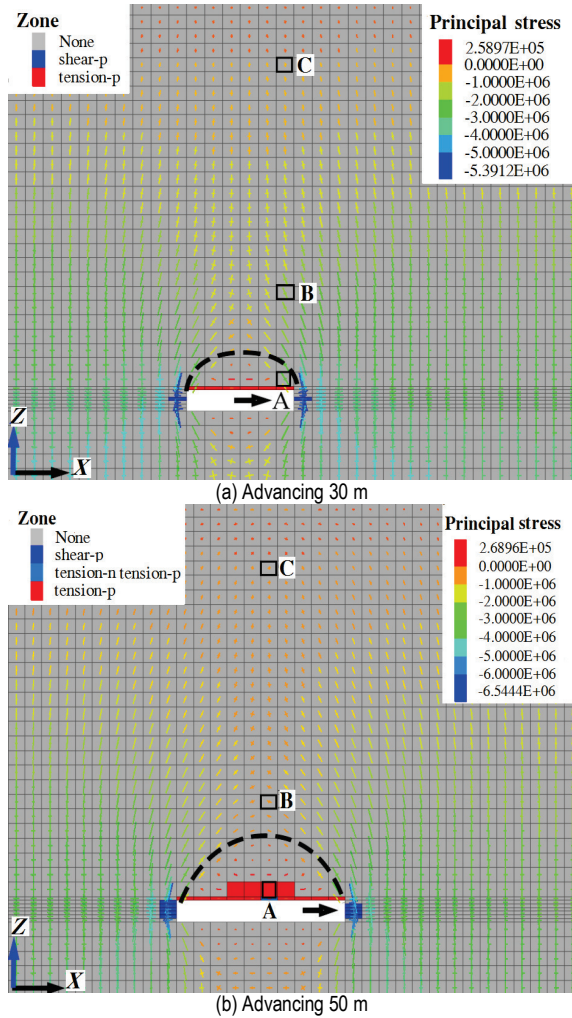 Zone
None
shear-p
tension-p
Principal stress
2.5897E+05
0.0000E+00
-1.0000E+06
-2.0000E+06
-3.0000E+06
-4.0000E+06
-5.0000E+06
-5.3912E+06
C
B
A
Z
X
(a) Advancing 30 m
Zone
None
shear-p
tension-n tension-p
tension-p
Principal stress
2.6896E+05
0.0000E+00
-1.0000E+06
-2.0000E+06
-3.0000E+06
-4.0000E+06
-5.0000E+06
-6.0000E+06
-6.5444E+06
C
B
A
Z
X
(b) Advancing 50 m